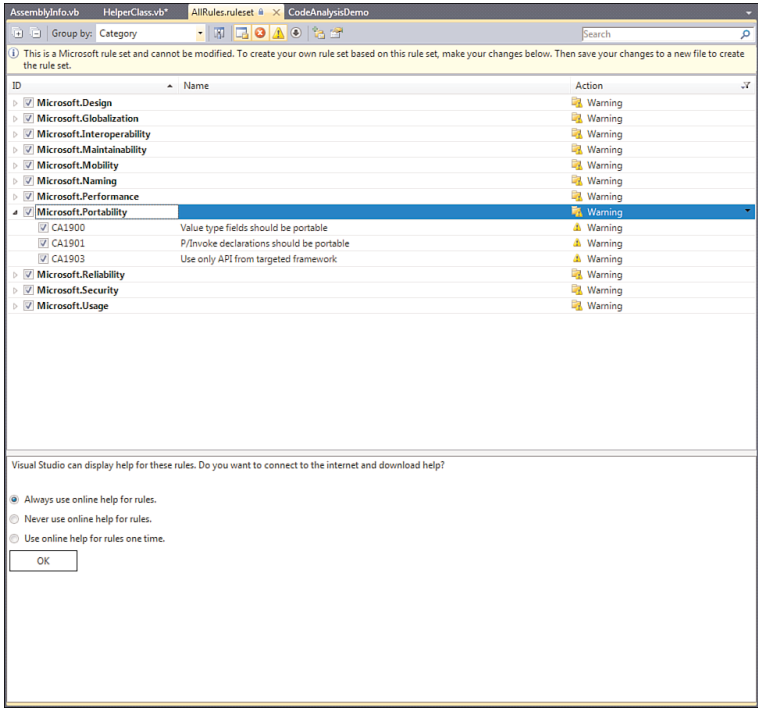 AssemblyInfo.vb HelperClass.vb* AllRules.ruleset CodeAnalysisDemo
Group by: Category Search
This is a Microsoft rule set and cannot be modified. To create your own rule set based on this rule set, make your changes below. Then save your changes to a new file to create
the rule set.
ID Name Action
Microsoft.Design Warning
Microsoft.Globalization Warning
Microsoft.Interoperability Warning
Microsoft.Maintainability Warning
Microsoft.Mobility Warning
Microsoft.Naming Warning
Microsoft.Performance Warning
Microsoft.Portability Warning
CA1900 Value type fields should be portable Warning
CA1901 P/Invoke declarations should be portable Warning
CA1903 Use only API from targeted framework Warning
Microsoft.Reliability Warning
Microsoft.Security Warning
Microsoft.Usage Warning
Visual Studio can display help for these rules. Do you want to connect to the internet and download help?
Always use online help for rules.
Never use online help for rules.
Use online help for rules one time.
OK